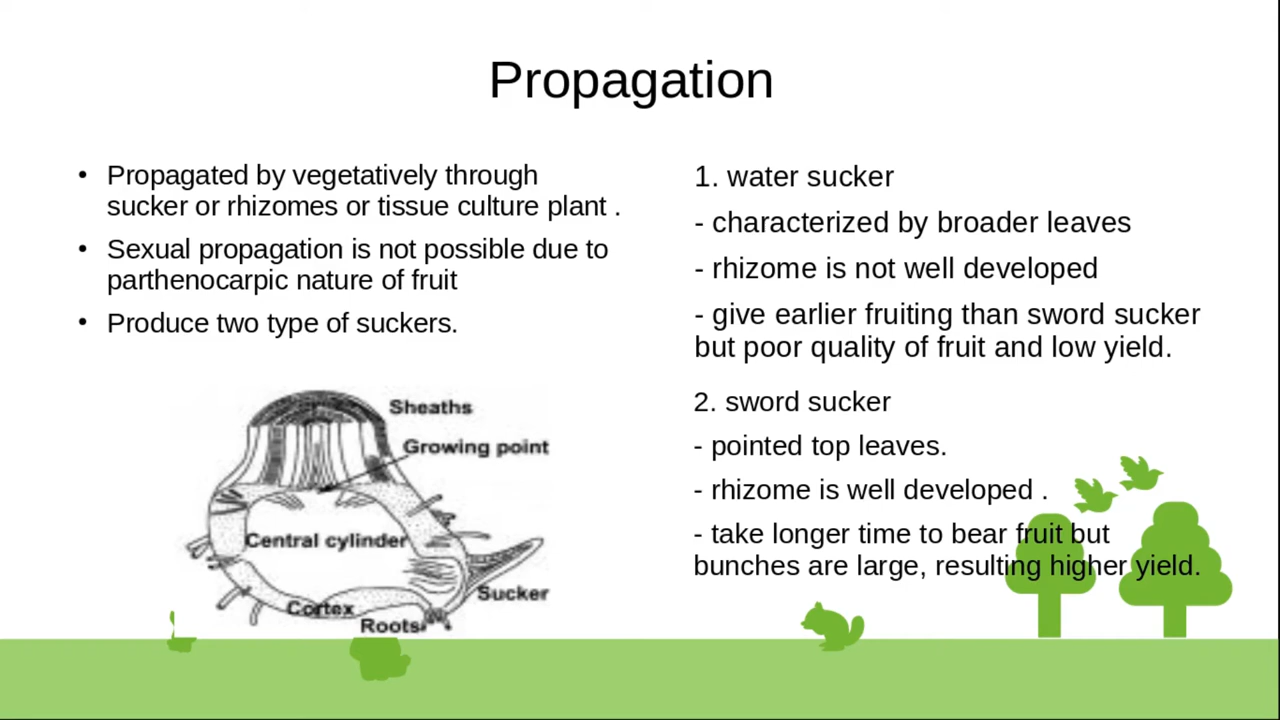 Propagation
• Propagated by vegetatively through
sucker or rhizomes or tissue culture plant .
• Sexual propagation is not possible due to
parthenocarpic nature of fruit
• Produce two type of suckers.
Sheaths
Growing point
Central cylinder
Sucker
Cortex
Roots
1. water sucker
- characterized by broader leaves
- rhizome is not well developed
- give earlier fruiting than sword sucker
but poor quality of fruit and low yield.
2. sword sucker
- pointed top leaves.
- rhizome is well developed .
- take longer time to bear fruit but
bunches are large, resulting higher yield.